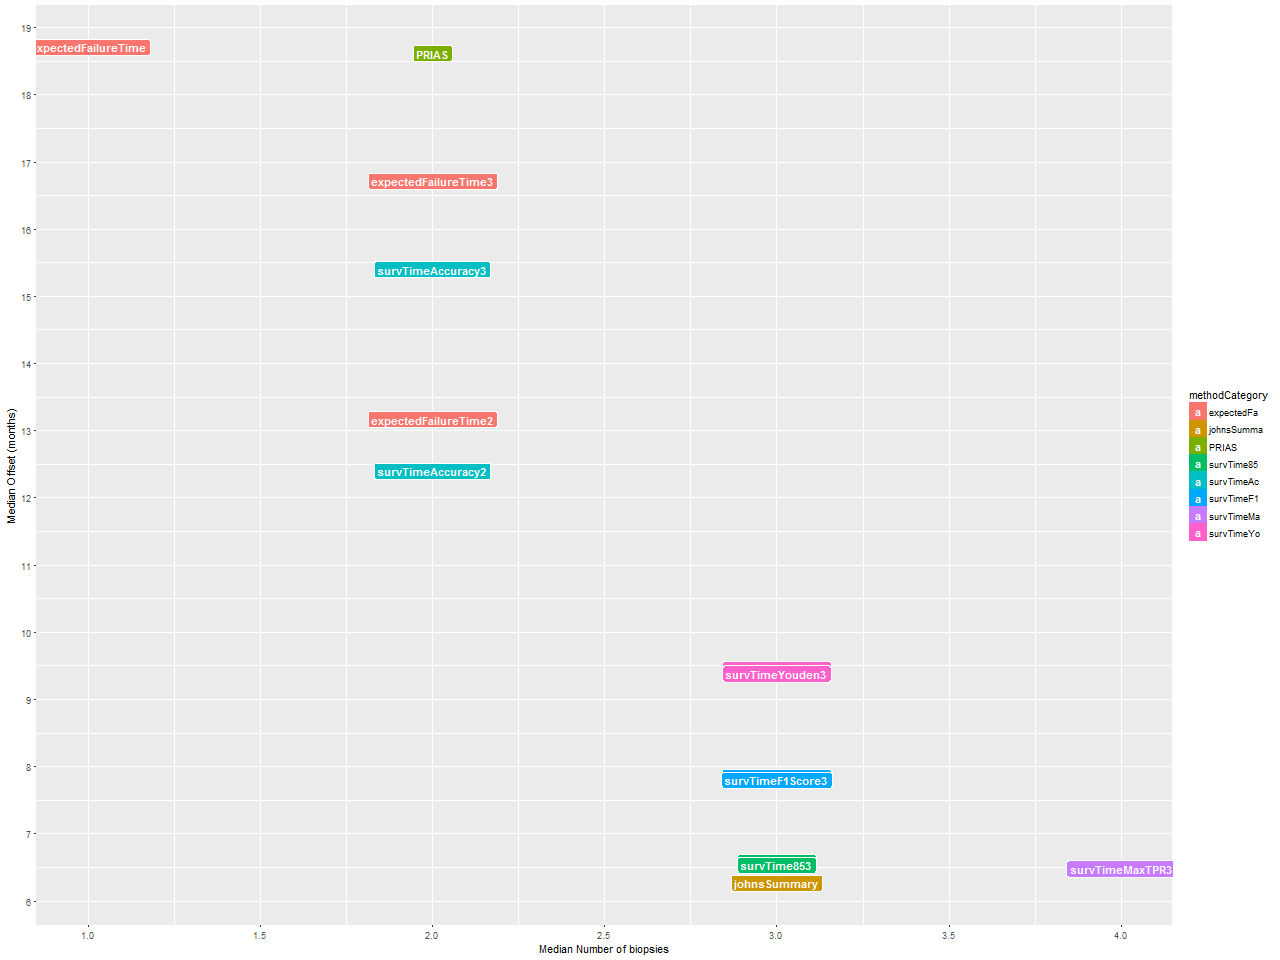 19
18
17
16
15
14
13
12
11
10
9
8
7
6
Median Offset (months)
xpectedFailureTime
PRIAS
expectedFailureTime3
survTimeAccuracy3
expectedFailureTime2
survTimeAccuracy2
survTimeYouden3
survTimeF1Score3
survTime853
survTimeMaxTPR3
johnsSummary
1.0 1.5 2.0 2.5 3.0 3.5 4.0
Median Number of biopsies
methodCategory
a expectedFa
a johnsSumma
a PRIAS
a survTime85
a survTimeAc
a survTimeF1
a survTimeMa
a survTimeYo